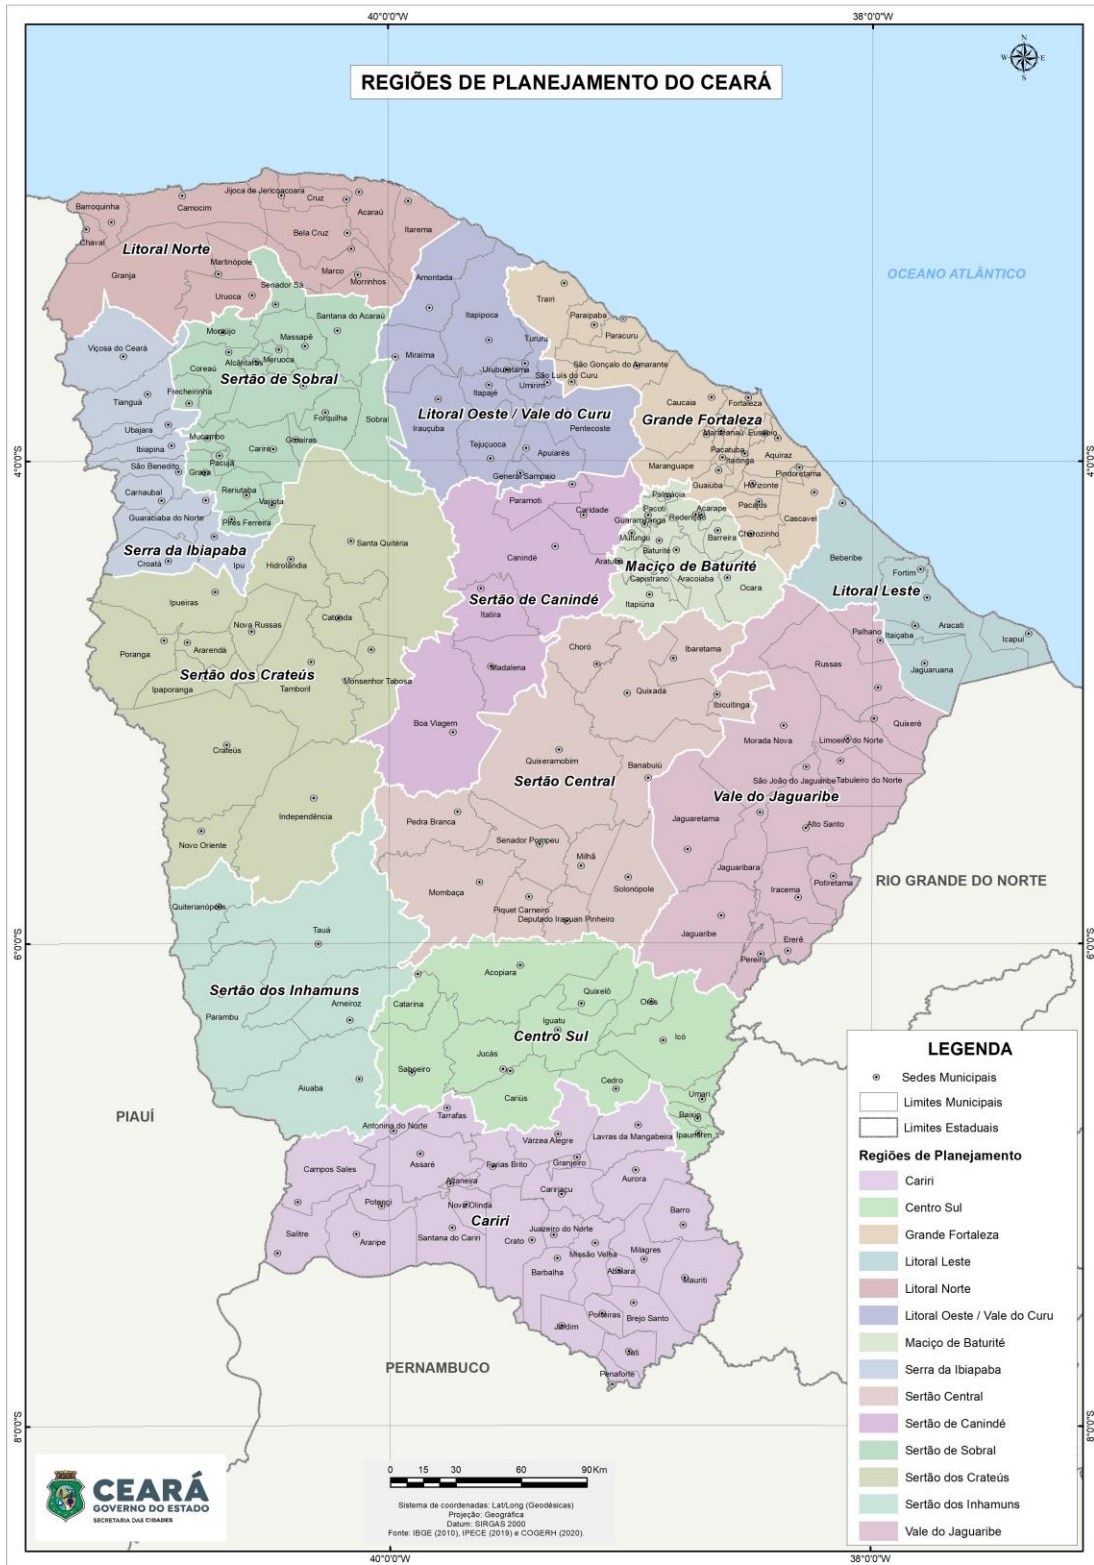 40°0'0"W
38°0'0"W
REGIÕES DE PLANEJAMENTO DO CEARÁ
N
W
E
S
OCEANO ATLÂNTICO
Jijoca de Jericoacoara
Cruz
Barroquinha
Camocim
Acaraú
Chaval
Bela Cruz
Itarema
Litoral Norte
Martinópole
Granja
Marco
Morrinhos
Uruoca
Senador Sá
Amontada
Trairi
Santana do Acaraú
Itapipoca
Paraipaba
Moraújo
Massapê
Paracuru
Viçosa do Ceará
Tururu
Miraíma
Alcântaras
Meruoca
Coreaú
Uruburetama
São Luís do Curu
São Gonçalo do Amarante
Sertão de Sobral
Umirim
Itapajé
Frecheirinha
Tianguá
Caucaia
Fortaleza
Forquilha
Sobral
Litoral Oeste / Vale do Curu
Grande Fortaleza
Ubajara
Irauçuba
Pentecoste
Mucambo
Maracanaú
Eusébio
Ibiapina
Cariré
Groaíras
Tejuçuoca
Apuiarés
Pacatuba
Aquiraz
4°0'0"S
4°0'0"S
Pacujá
Itaitinga
São Benedito
Graça
Maranguape
Pindoretama
General Sampaio
Guaiúba
Horizonte
Carnaubal
Reriutaba
Varjota
Paramoti
Palmácia
Pacajus
Caridade
Pacoti
Acarape
Guaraciaba do Norte
Pires Ferreira
Guaramiranga
Redenção
Cascavel
Mulungu
Barreira
Chorozinho
Santa Quitéria
Serra da Ibiapaba
Baturité
Canindé
Aratuba
Croatá
Ipu
Hidrolândia
Maciço de Baturité
Beberibe
Fortim
Capistrano
Aracoiaba
Ocara
Litoral Leste
Sertão de Canindé
Ipueiras
Itapiúna
Itatira
Catunda
Nova Russas
Aracati
Palhano
Itaiçaba
Icapuí
Poranga
Ararendá
Choró
Ibaretama
Russas
Madalena
Jaguaruana
Sertão dos Crateús
Monsenhor Tabosa
Ipaporanga
Tamboril
Quixadá
Ibicuitinga
Boa Viagem
Quixeré
Morada Nova
Limoeiro do Norte
Crateús
Quixeramobim
Banabuiú
Sertão Central
São João do Jaguaribe
Tabuleiro do Norte
Vale do Jaguaribe
Independência
Pedra Branca
Jaguaretama
Alto Santo
Novo Oriente
Senador Pompeu
Milhã
Jaguaribara
RIO GRANDE DO NORTE
Potiretama
Mombaça
Solonópole
Iracema
Quiterianópoles
Piquet Carneiro
Deputado Irapuan Pinheiro
Tauá
Jaguaribe
Ererê
6°0'0"S
6°0'0"S
Pereiro
Acopiara
Sertão dos Inhamuns
Quixelô
Catarina
Orós
Arneiroz
Parambu
Iguatu
Centro Sul
Icó
Jucás
Saboeiro
Aiuaba
Cedro
Umari
Cariús
PIAUÍ
Tarrafas
Baixio
Antonina do Norte
Várzea Alegre
Lavras da Mangabeira
Ipaumirim
Assaré
Campos Sales
Farias Brito
Granjeiro
Altaneira
Aurora
Caririaçu
Potengi
Nova Olinda
Barro
Cariri
Salitre
Juazeiro do Norte
Araripe
Santana do Cariri
Crato
Missão Velha
Milagres
Barbalha
Abaiara
Mauriti
Porteiras
Brejo Santo
Jardim
Jati
PERNAMBUCO
Penaforte
8°0'0"S
8°0'0"S
LEGENDA
Sedes Municipais
Limites Municipais
Limites Estaduais
Regiões de Planejamento
Cariri
Centro Sul
Grande Fortaleza
Litoral Leste
Litoral Norte
Litoral Oeste / Vale do Curu
Maciço de Baturité
Serra da Ibiapaba
Sertão Central
Sertão de Canindé
Sertão de Sobral
Sertão dos Crateús
Sertão dos Inhamuns
Vale do Jaguaribe
CEARÁ
GOVERNO DO ESTADO
SECRETARIA DAS CIDADES
0 15 30 60 90 Km
Sistema de coordenadas: Lat/Long (Geodésicas)
Projeção: Geográfica
Datum: SIRGAS 2000
Fonte: IBGE (2010), IPECE (2019) e COGERH (2020).
40°0'0"W
38°0'0"W